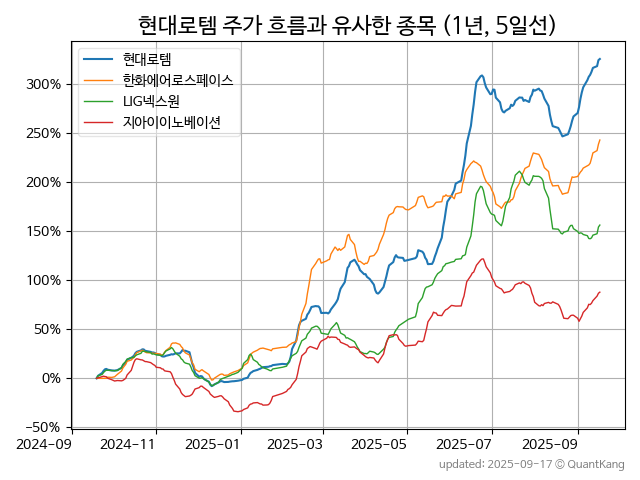 현대로템 주가 흐름과 유사한 종목 (1년, 5일선)
현대로템
한화에어로스페이스
LIG넥스원
지아이이노베이션
300%
250%
200%
150%
100%
50%
0%
−50%
2024-09
2024-11
2025-01
2025-03
2025-05
2025-07
2025-09
updated: 2025-09-17 © QuantKang